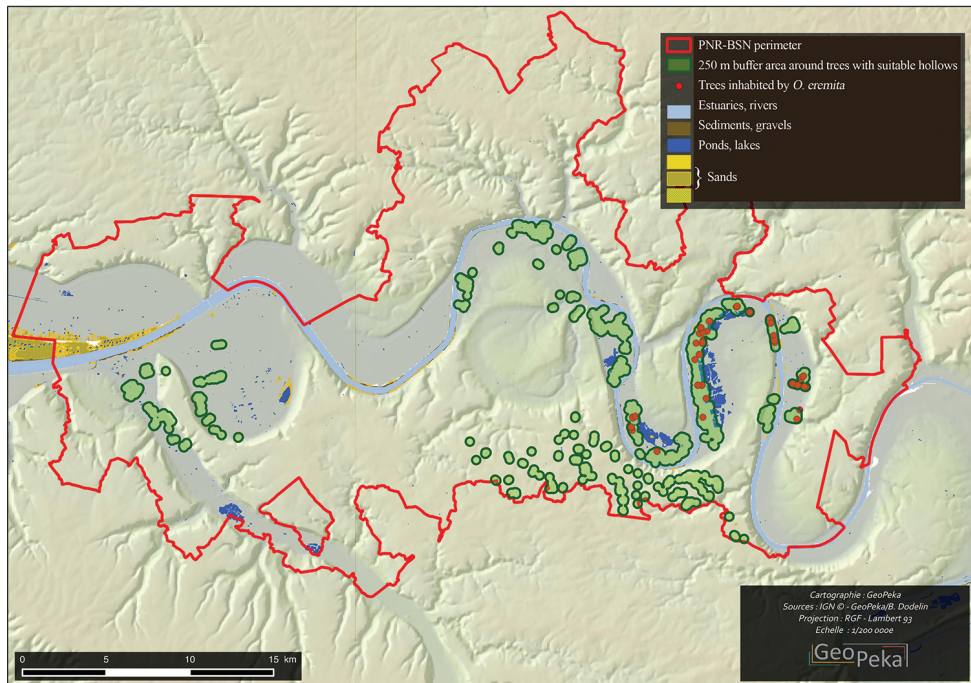 PNR-BSN perimeter
250 m buffer area around trees with suitable hollows
Trees inhabited by O. cremita
Estuaries, rivers
Sediments, gravels
Ponds, lakes
} Sands
Cartographie : GeoPeka
Sources : IGN © - GeoPeka/B. Dodelin
Projection : RGF - Lambert 93
Echelle : 1/200 000e
GeoPeka
0 5 10 15 km